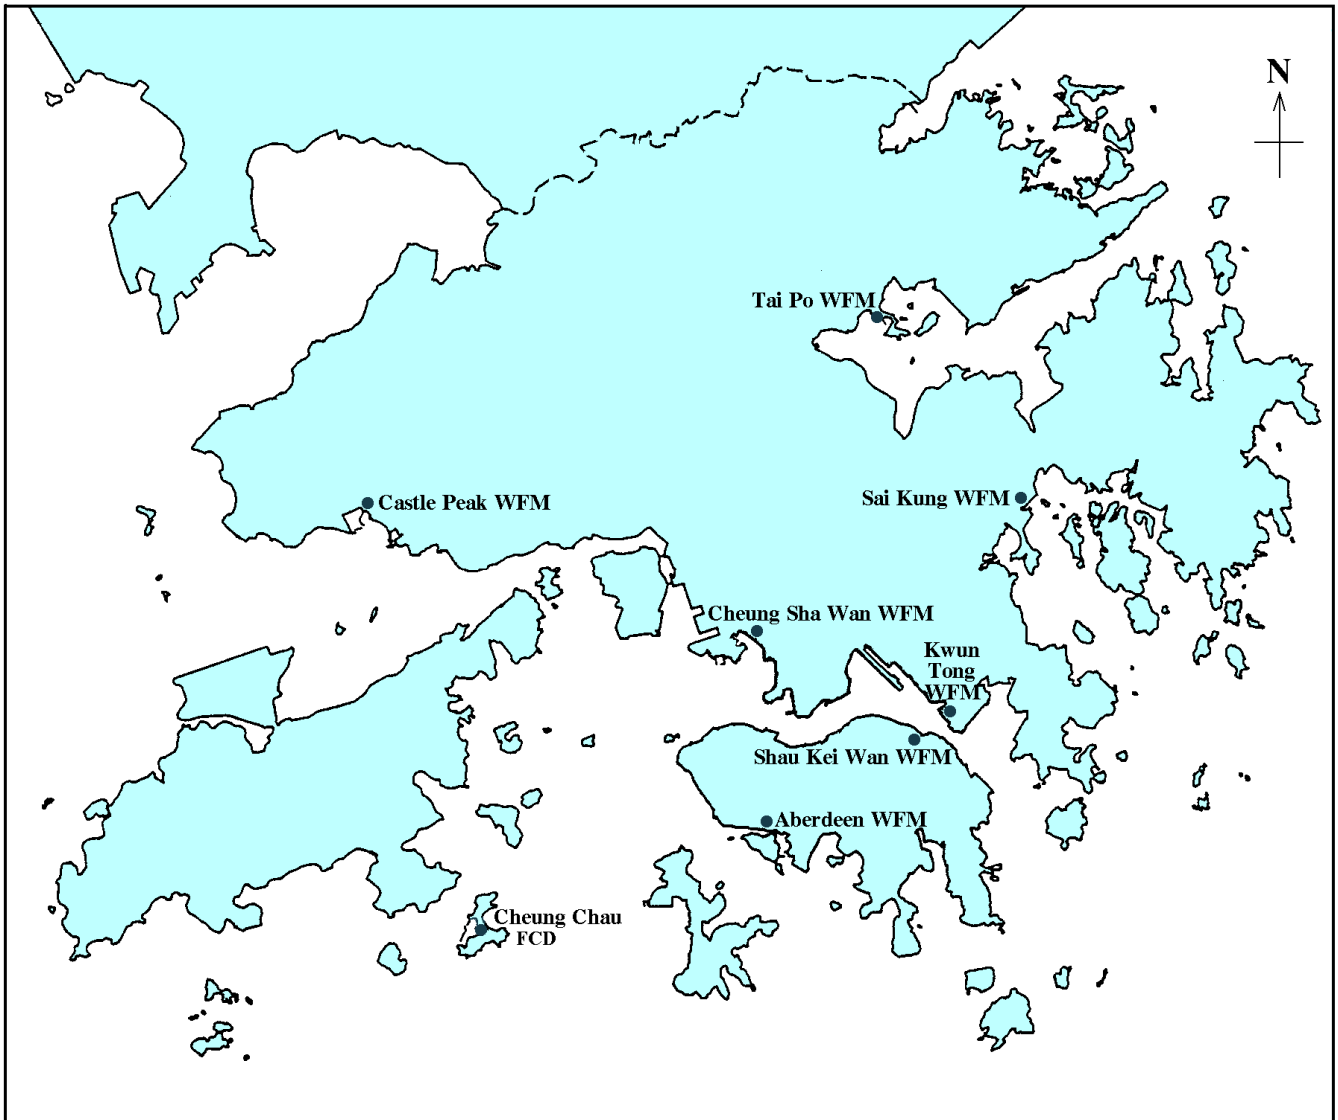 N
Tai Po WFM
Castle Peak WFM
Sai Kung WFM
Cheung Sha Wan WFM
Kwun
Tong
WFM
Shau Kei Wan WFM
Aberdeen WFM
Cheung Chau
FCD